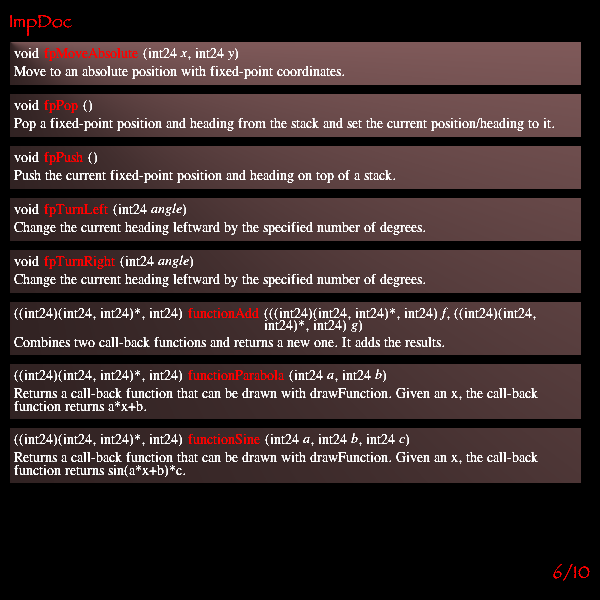 ImpDoc
void fpMoveAbsolute (int24 x, int24 y)
Move to an absolute position with fixed-point coordinates.
void fpPop ()
Pop a fixed-point position and heading from the stack and set the current position/heading to it.
void fpPush ()
Push the current fixed-point position and heading on top of a stack.
void fpTurnLeft (int24 angle)
Change the current heading leftward by the specified number of degrees.
void fpTurnRight (int24 angle)
Change the current heading leftward by the specified number of degrees.
((int24)(int24, int24)*, int24) functionAdd (((int24)(int24, int24)*, int24) f, ((int24)(int24,
int24)*, int24) g)
Combines two call-back functions and returns a new one. It adds the results.
((int24)(int24, int24)*, int24) functionParabola (int24 a, int24 b)
Returns a call-back function that can be drawn with drawFunction. Given an x, the call-back
function returns a*x+b.
((int24)(int24, int24)*, int24) functionSine (int24 a, int24 b, int24 c)
Returns a call-back function that can be drawn with drawFunction. Given an x, the call-back
function returns sin(a*x+b)*c.
6/10